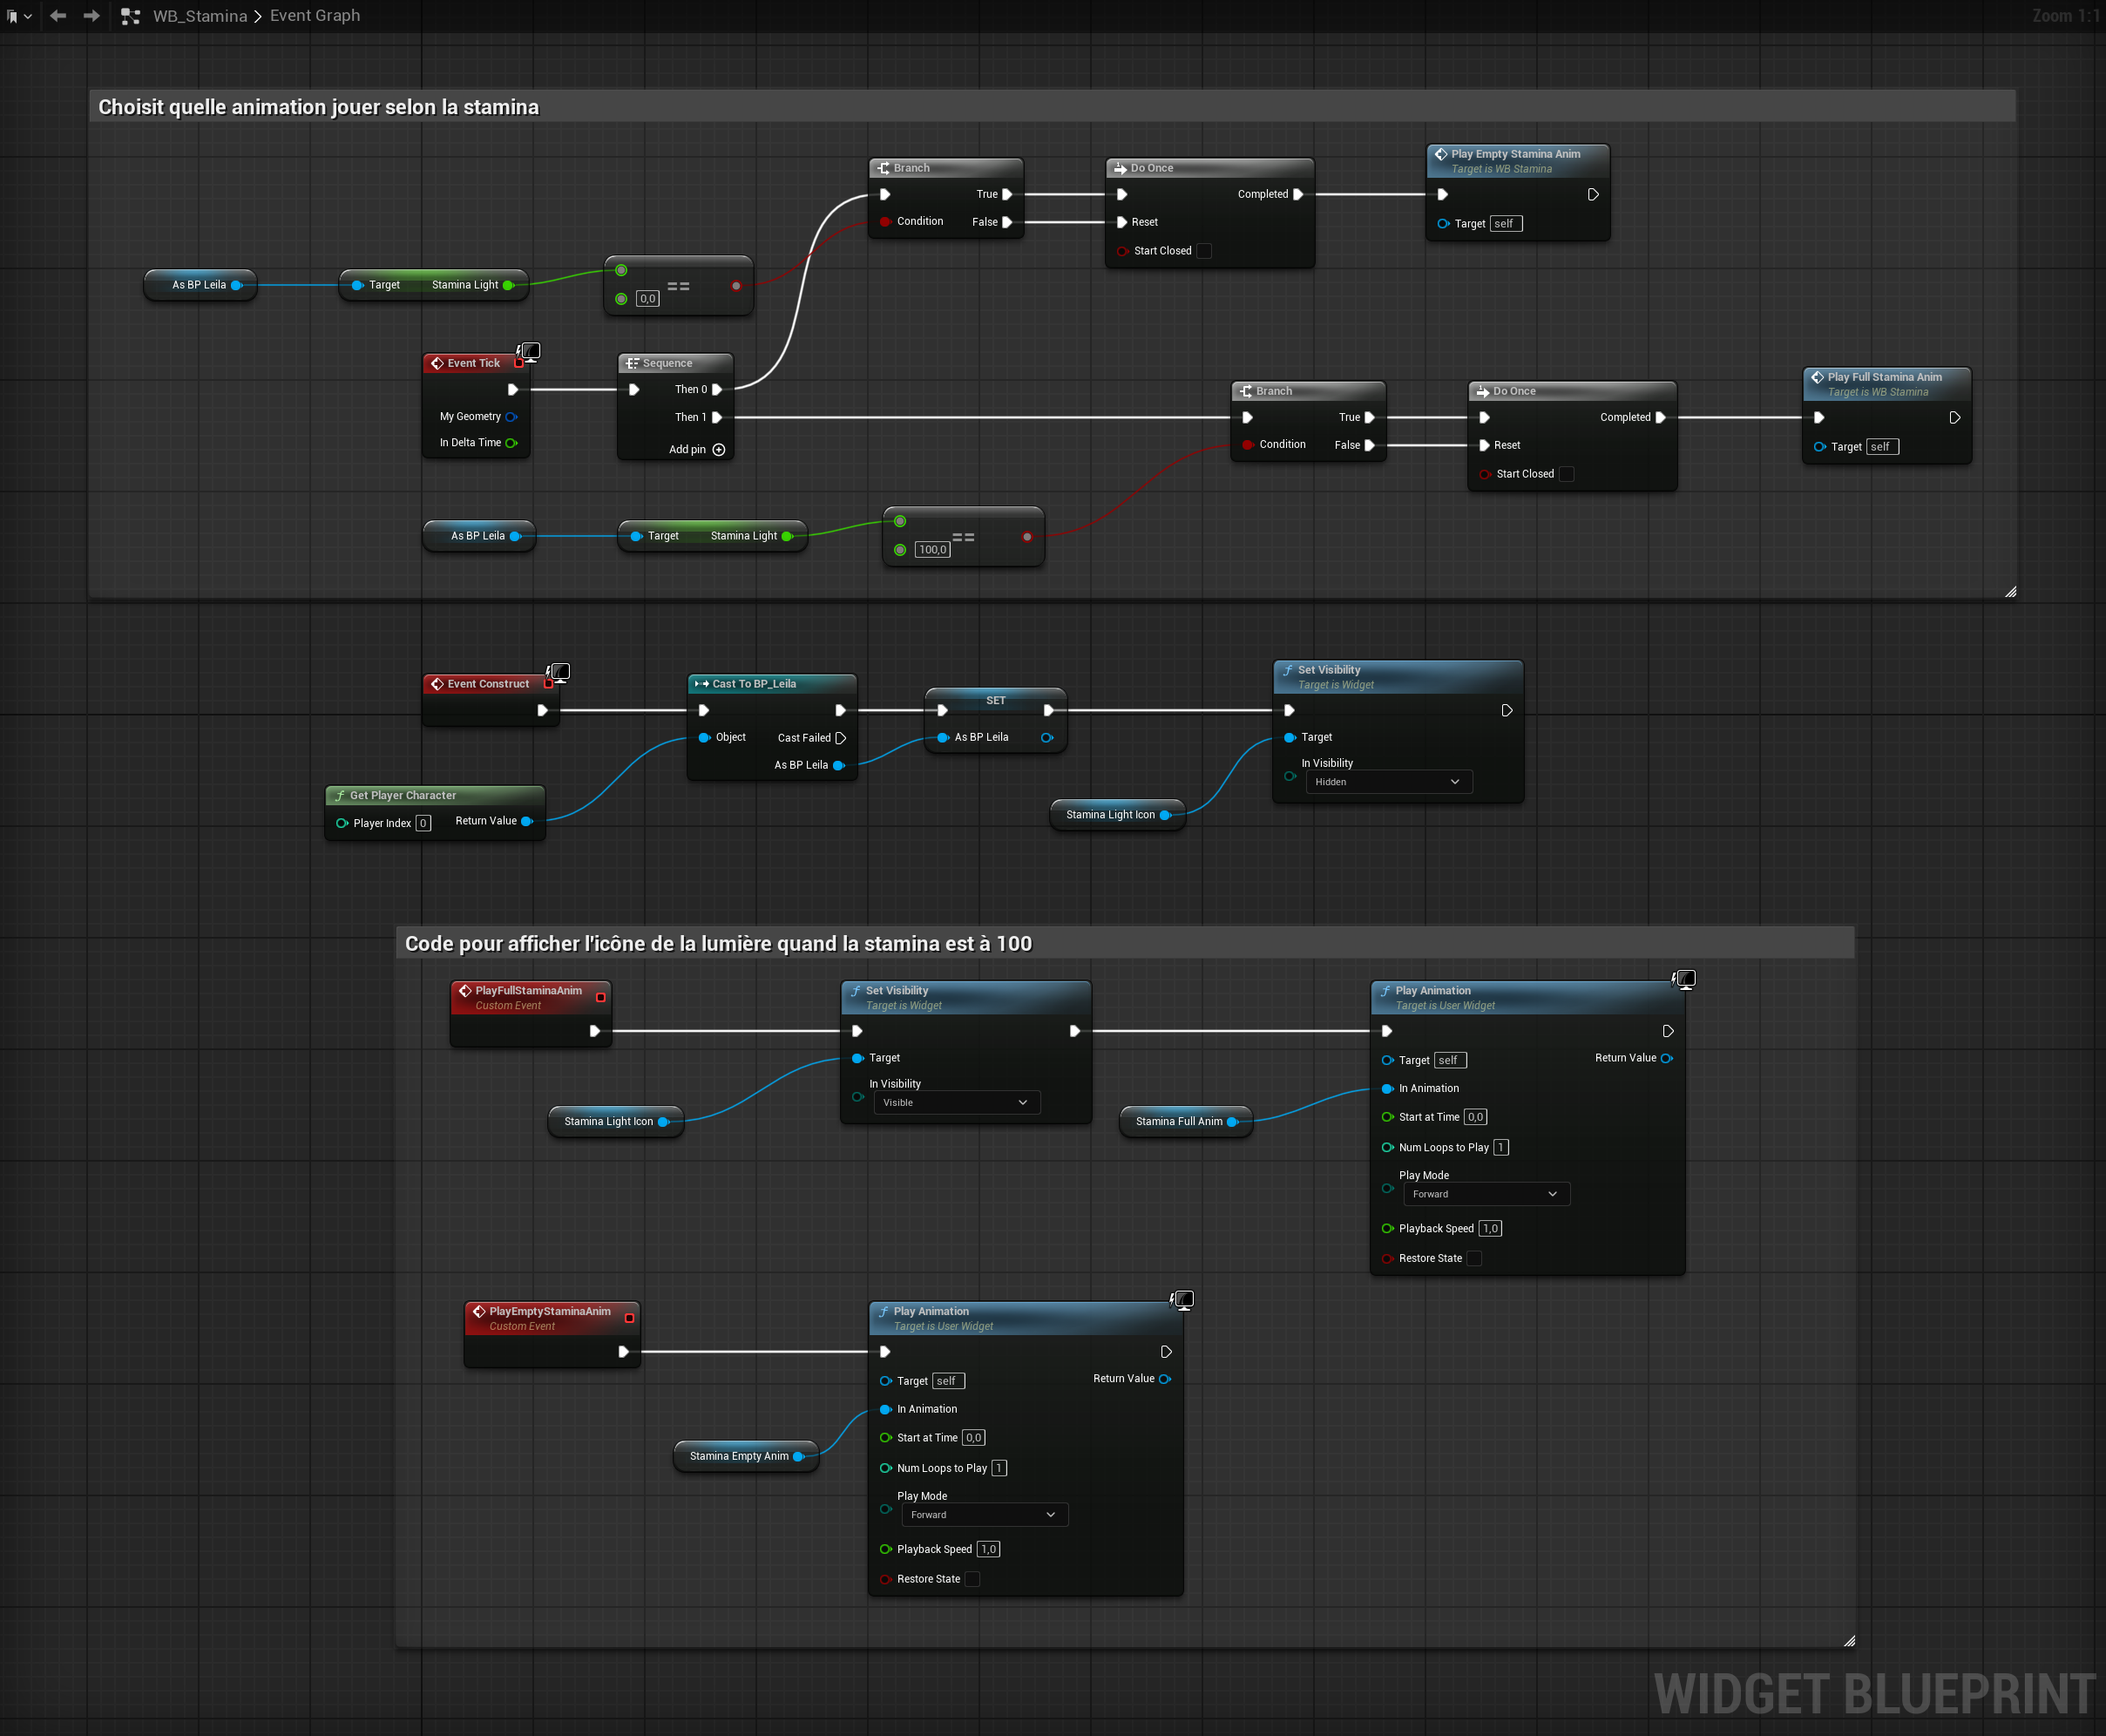 WB_Stamina > Event Graph
Zoom 1:1
Choisit quelle animation jouer selon la stamina
Branch
True
Condition
False
Do Once
Completed
Reset
Start Closed
Play Empty Stamina Anim
Target is WB Stamina
Target self
As BP Leila
Target Stamina Light
0,0
==
Event Tick
My Geometry
In Delta Time
Sequence
Then 0
Then 1
Add pin
Branch
True
Condition
False
Do Once
Completed
Reset
Start Closed
Play Full Stamina Anim
Target is WB Stamina
Target self
As BP Leila
Target Stamina Light
100,0
==
Event Construct
Cast To BP_Leila
Object
Cast Failed
As BP Leila
SET
As BP Leila
Set Visibility
Target is Widget
Target
In Visibility
Hidden
Get Player Character
Player Index 0
Return Value
Stamina Light Icon
Code pour afficher l'icône de la lumière quand la stamina est à 100
PlayFullStaminaAnim
Custom Event
Set Visibility
Target is Widget
Target
In Visibility
Visible
Stamina Light Icon
Stamina Full Anim
Play Animation
Target is User Widget
Target self
Return Value
In Animation
Start at Time 0,0
Num Loops to Play 1
Play Mode
Forward
Playback Speed 1,0
Restore State
PlayEmptyStaminaAnim
Custom Event
Stamina Empty Anim
Play Animation
Target is User Widget
Target self
Return Value
In Animation
Start at Time 0,0
Num Loops to Play 1
Play Mode
Forward
Playback Speed 1,0
Restore State
WIDGET BLUEPRINT